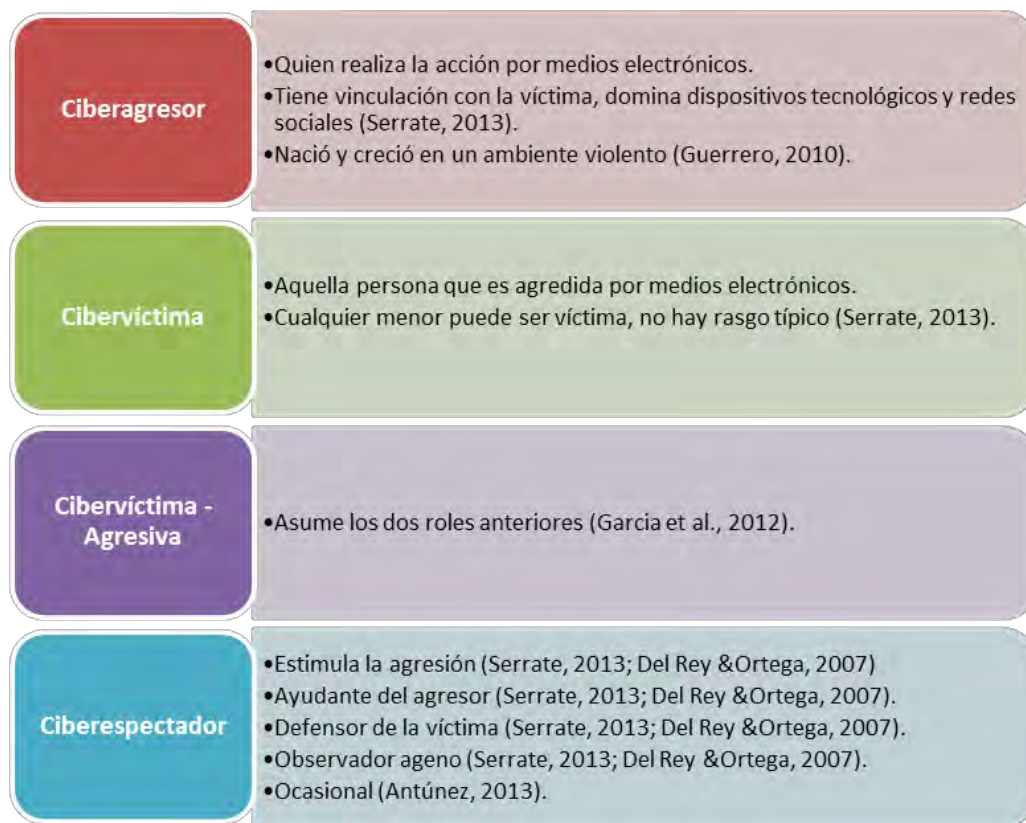 Ciberagresor
•Quien realiza la acción por medios electrónicos.
•Tiene vinculación con la víctima, domina dispositivos tecnológicos y redes
sociales (Serrate, 2013).
•Nació y creció en un ambiente violento (Guerrero, 2010).
Cibervíctima
•Aquella persona que es agredida por medios electrónicos.
•Cualquier menor puede ser víctima, no hay rasgo típico (Serrate, 2013).
Cibervíctima -
Agresiva
•Asume los dos roles anteriores (Garcia et al., 2012).
Ciberespectador
•Estimula la agresión (Serrate, 2013; Del Rey &Ortega, 2007)
•Ayudante del agresor (Serrate, 2013; Del Rey &Ortega, 2007).
•Defensor de la víctima (Serrate, 2013; Del Rey &Ortega, 2007).
•Observador ageno (Serrate, 2013; Del Rey &Ortega, 2007).
•Ocasional (Antúnez, 2013).